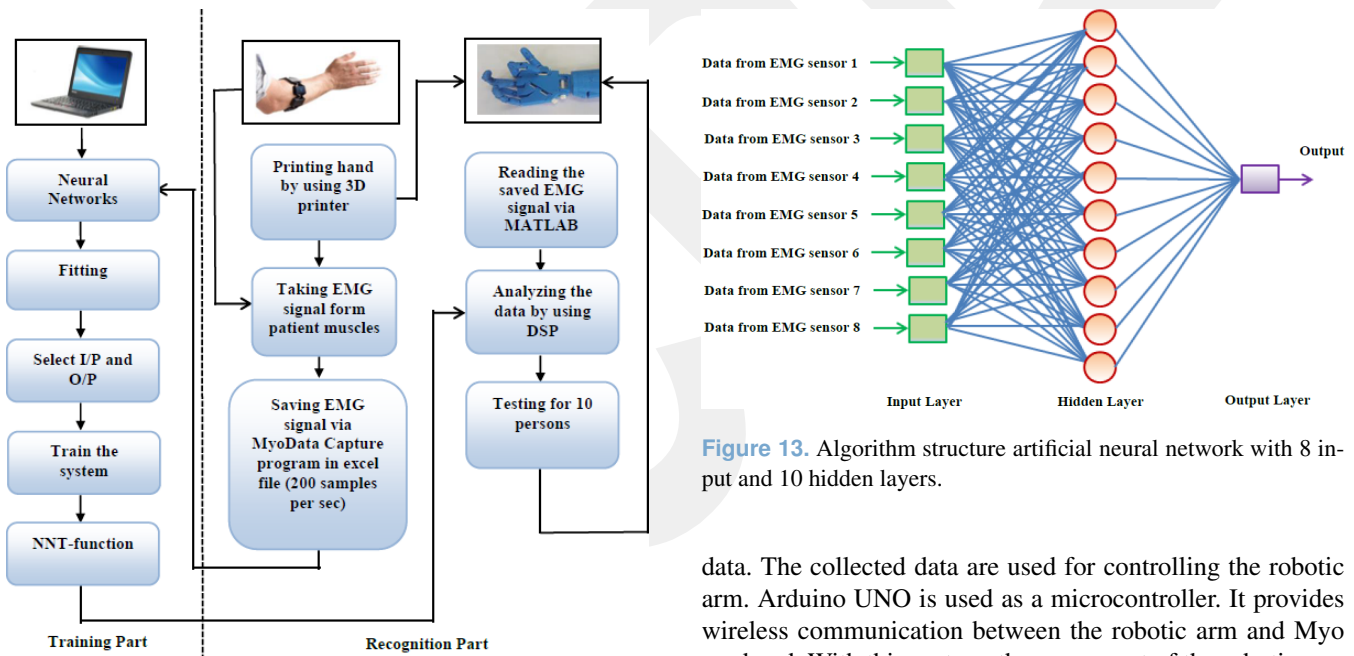 Neural
Networks
Fitting
Select I/P and
O/P
Train the
system
NNT-function
Training Part
Printing hand
by using 3D
printer
Taking EMG
signal form
patient muscles
Saving EMG
signal via
MyoData Capture
program in excel
file (200 samples
per sec)
Reading the
saved EMG
signal via
MATLAB
Analyzing the
data by using
DSP
Testing for 10
persons
Recognition Part
Data from EMG sensor 1
Data from EMG sensor 2
Data from EMG sensor 3
Data from EMG sensor 4
Data from EMG sensor 5
Data from EMG sensor 6
Data from EMG sensor 7
Data from EMG sensor 8
Output
Input Layer
Hidden Layer
Output Layer
Figure 13. Algorithm structure artificial neural network with 8 in-
put and 10 hidden layers.
data. The collected data are used for controlling the robotic
arm. Arduino UNO is used as a microcontroller. It provides
wireless communication between the robotic arm and Myo